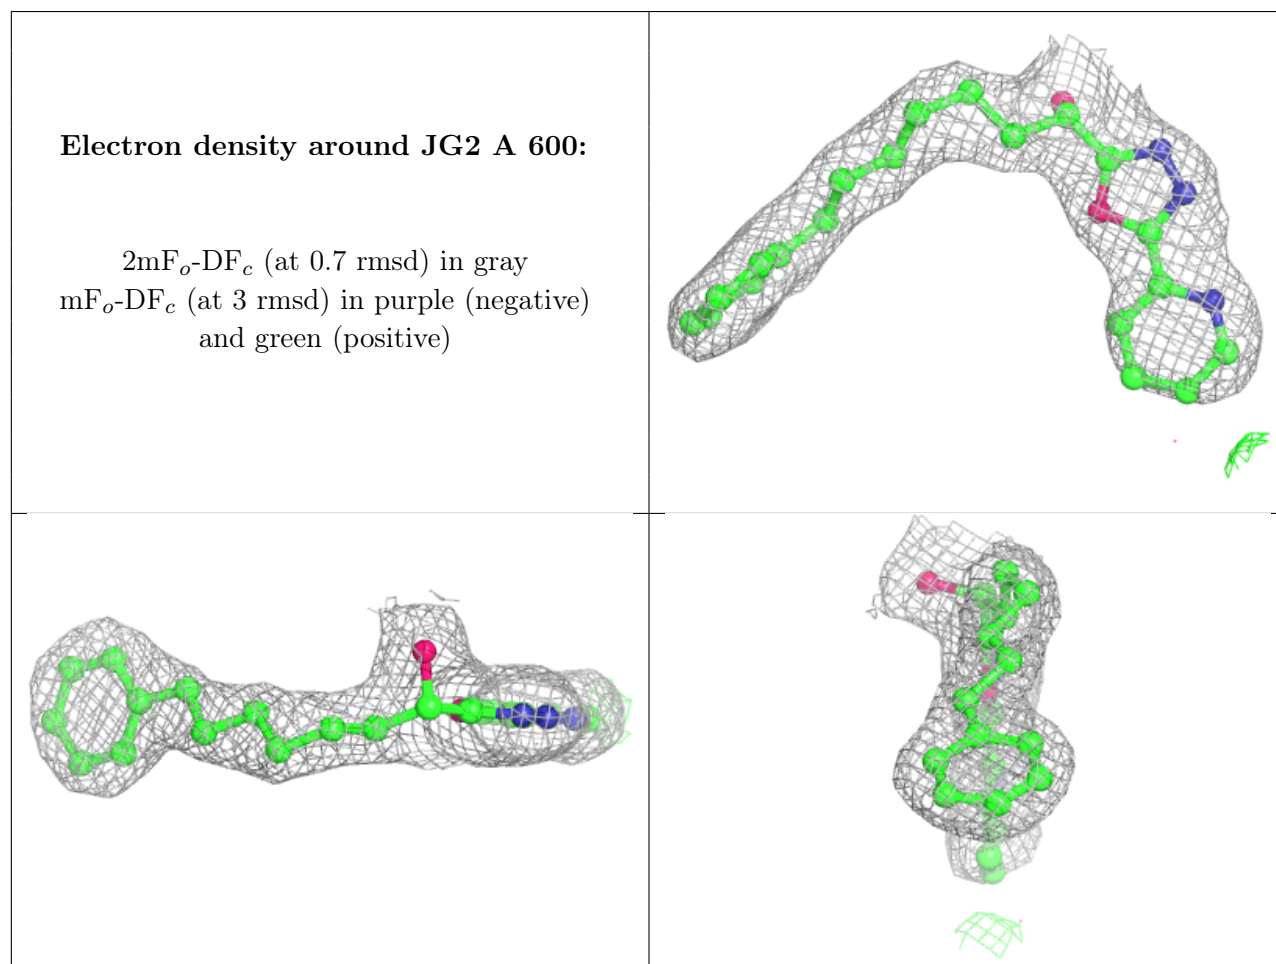 Electron density around JG2 A 600:
2mFo-DFc (at 0.7 rmsd) in gray
mFo-DFc (at 3 rmsd) in purple (negative)
and green (positive)